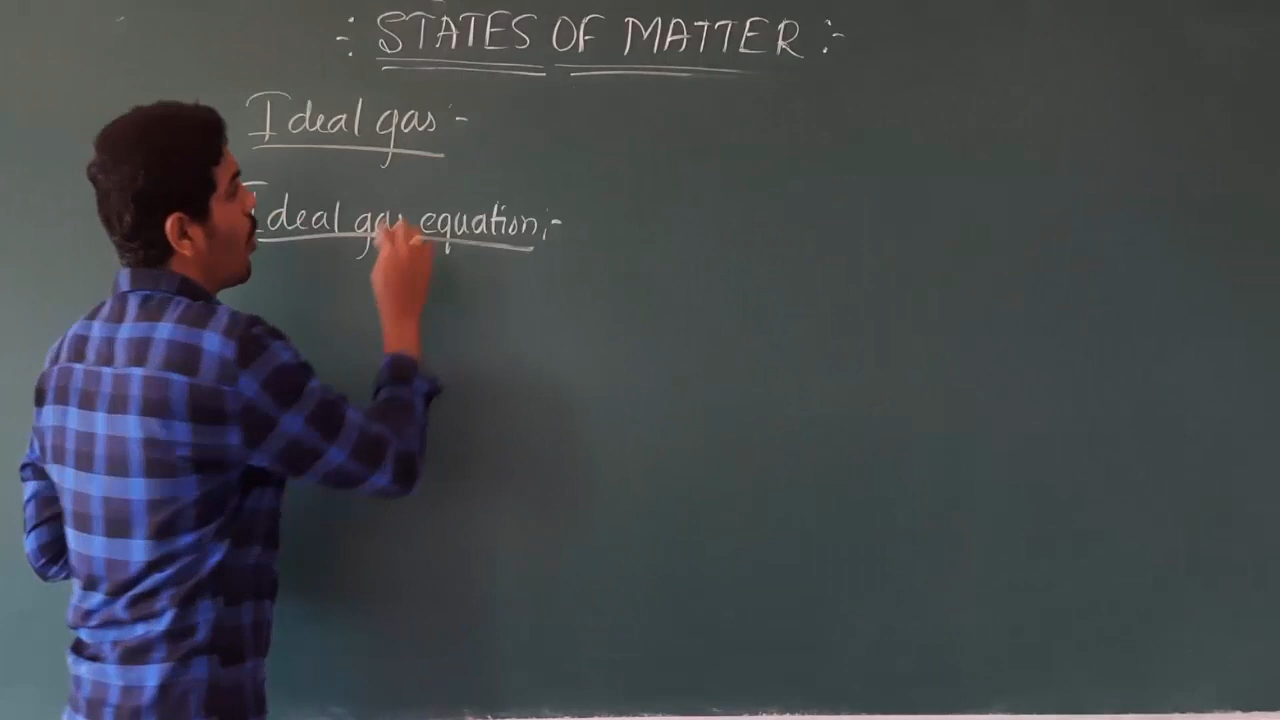 :- STATES OF MATTER :-
Ideal gas :-
Ideal gas equation :-